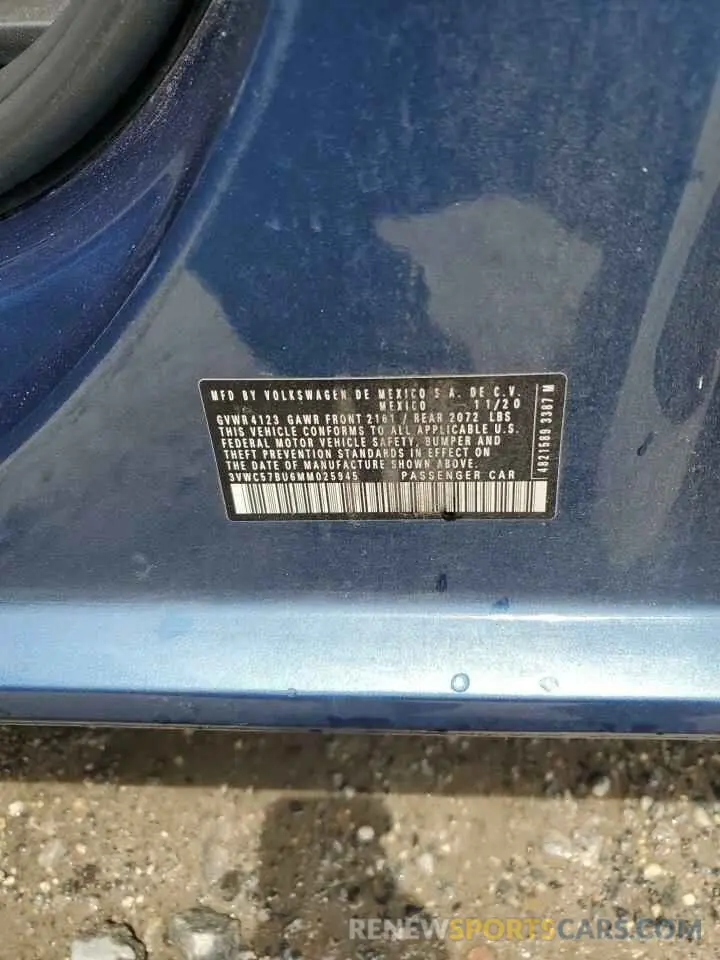 MFD BY VOLKSWAGEN DE MEXICO S A. DE C.V.
MEXICO 11/20
GVWR 4123 GAWR FRONT 2161 / REAR 2072 LBS
THIS VEHICLE CONFORMS TO ALL APPLICABLE U.S.
FEDERAL MOTOR VEHICLE SAFETY, BUMPER AND
THEFT PREVENTION STANDARDS IN EFFECT ON
THE DATE OF MANUFACTURE SHOWN ABOVE.
3VWC57BU6MM025945 PASSENGER CAR
4821589 3387 M
RENEWSPORTSCARS.COM